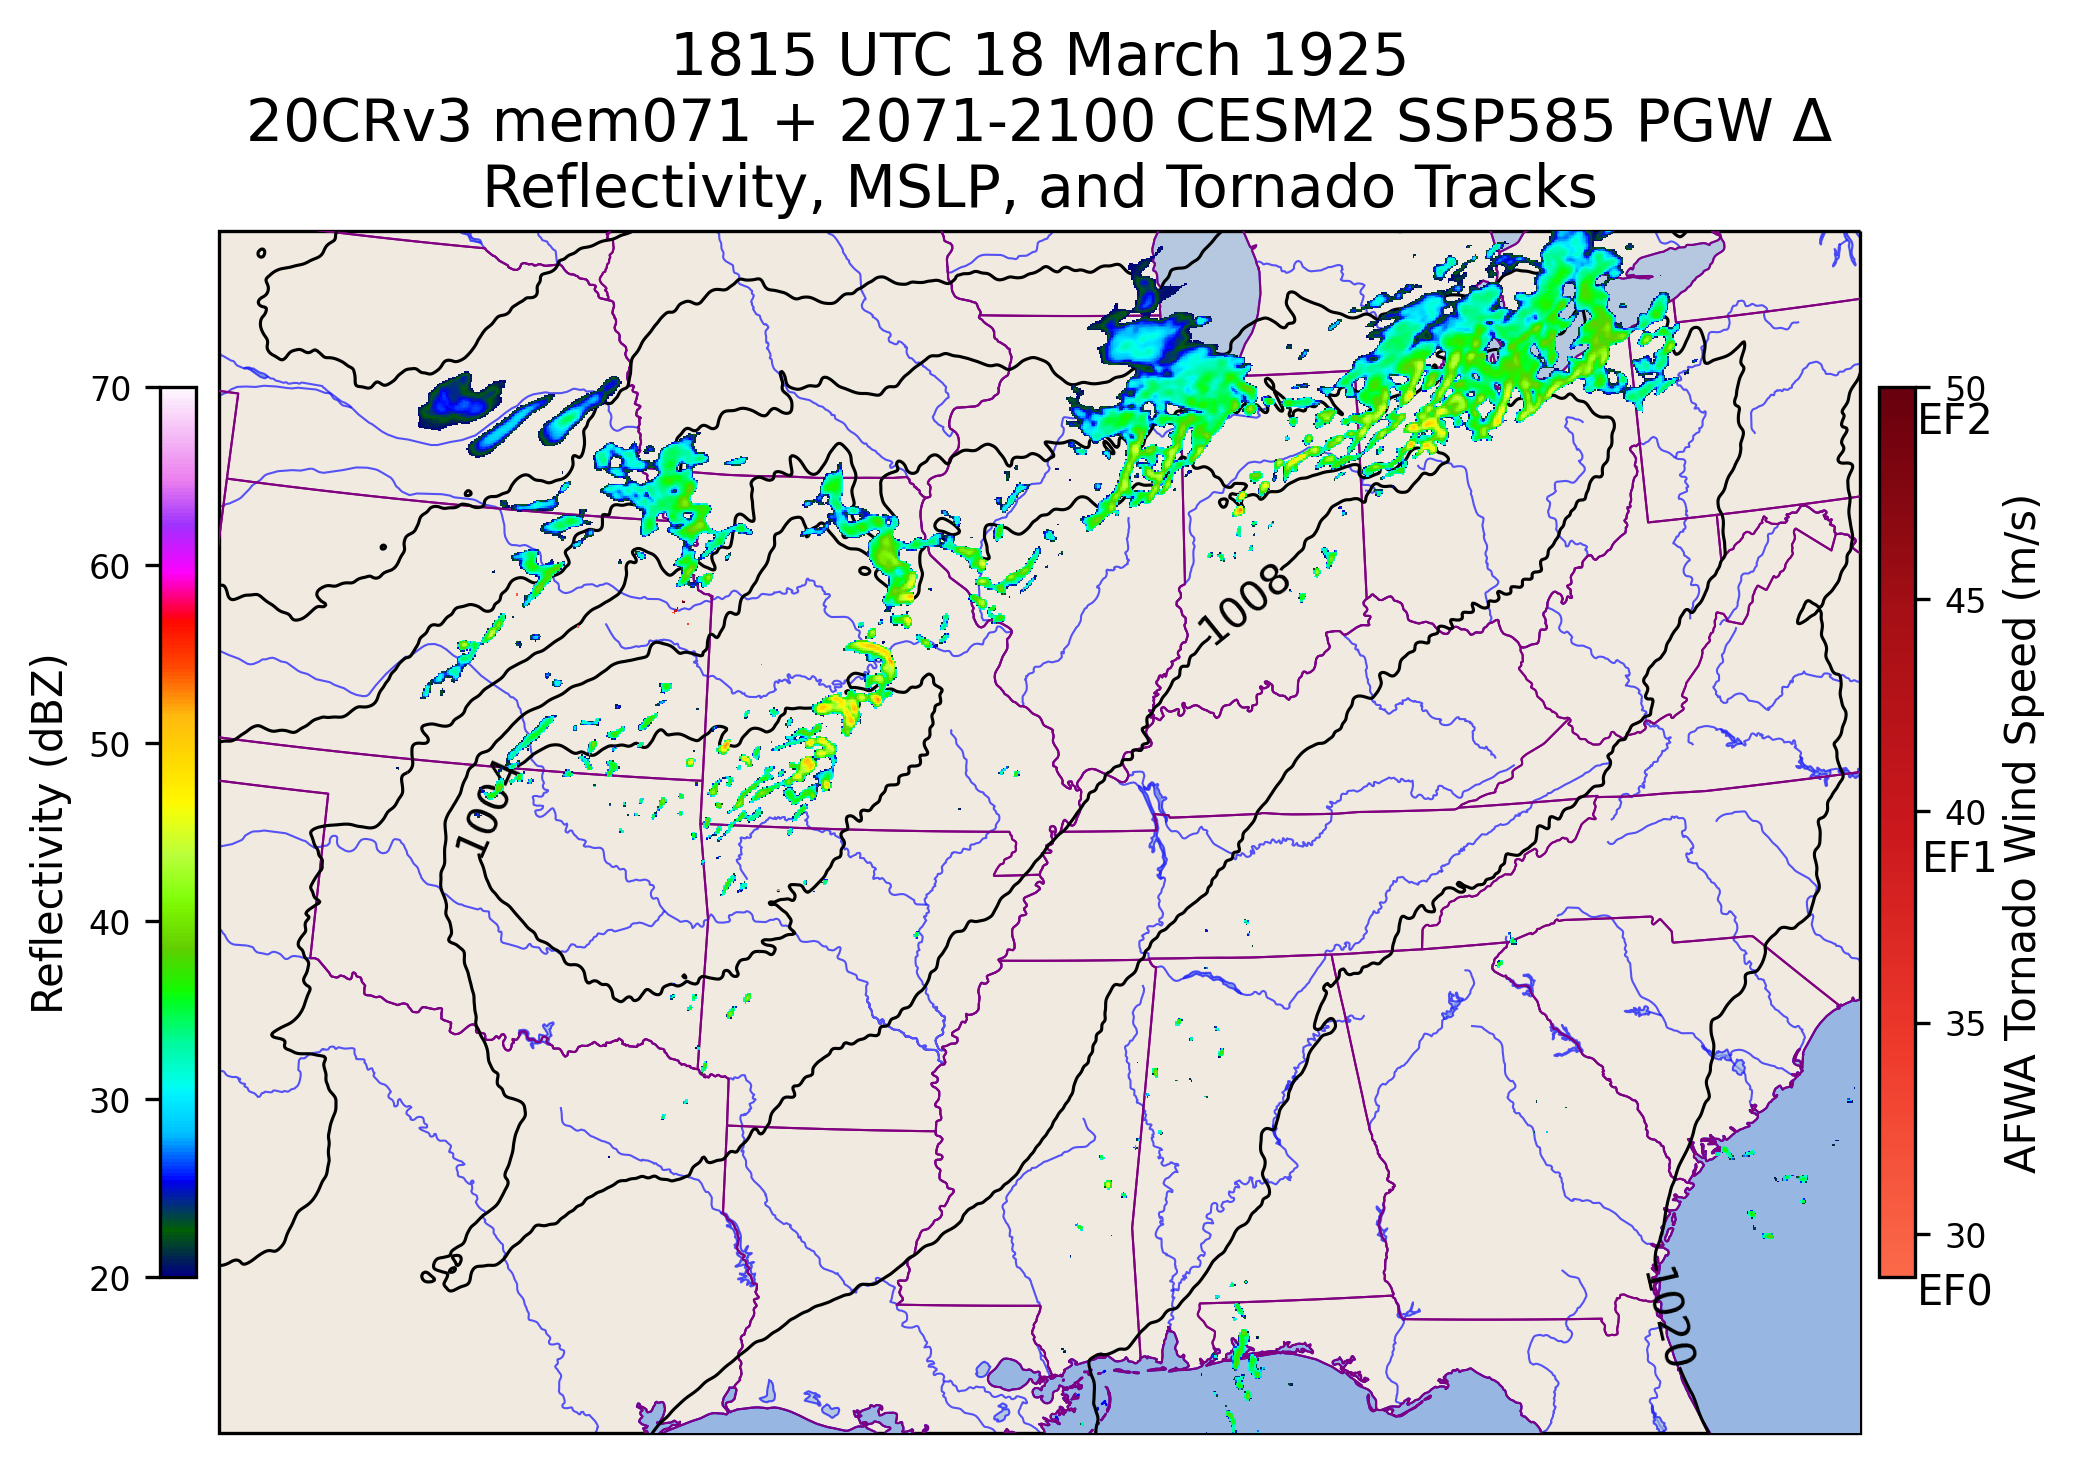 1815 UTC 18 March 1925
20CRv3 mem071 + 2071-2100 CESM2 SSP585 PGW Δ
Reflectivity, MSLP, and Tornado Tracks
70
60
50
40
30
20
Reflectivity (dBZ)
1008
1004
1020
50
EF2
45
40
EF1
35
30
EF0
AFWA Tornado Wind Speed (m/s)